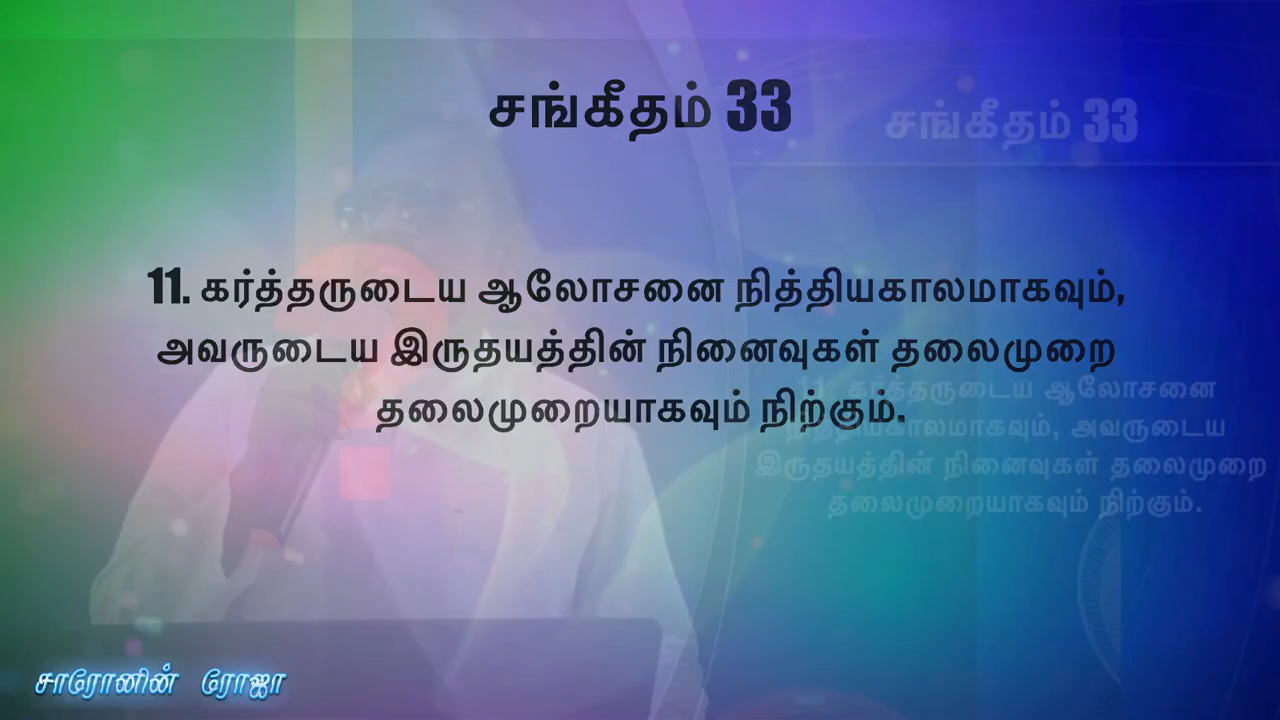 சங்கீதம் 33
சங்கீதம் 33
11. கர்த்தருடைய ஆலோசனை நித்தியகாலமாகவும்,
அவருடைய இருதயத்தின் நினைவுகள் தலைமுறை
தலைமுறையாகவும் நிற்கும்.
11. கர்த்தருடைய ஆலோசனை
நித்தியகாலமாகவும், அவருடைய
இருதயத்தின் நினைவுகள் தலைமுறை
தலைமுறையாகவும் நிற்கும்.
சாரோனின் ரோஜா